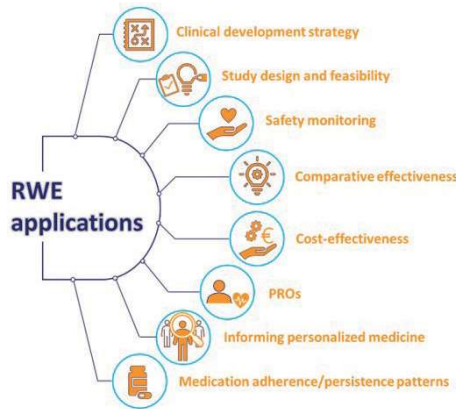 Clinical development strategy
Study design and feasibility
Safety monitoring
RWE
applications
Comparative effectiveness
Cost-effectiveness
PROs
Informing personalized medicine
Medication adherence/persistence patterns